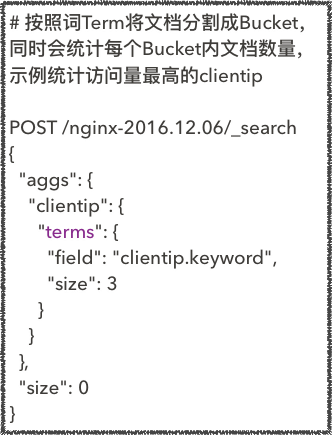 # 按照词Term将文档分割成Bucket，
同时会统计每个Bucket内文档数量，
示例统计访问量最高的clientip

POST /nginx-2016.12.06/_search
{
  "aggs": {
    "clientip": {
      "terms": {
        "field": "clientip.keyword",
        "size": 3
      }
    }
  },
  "size": 0
}